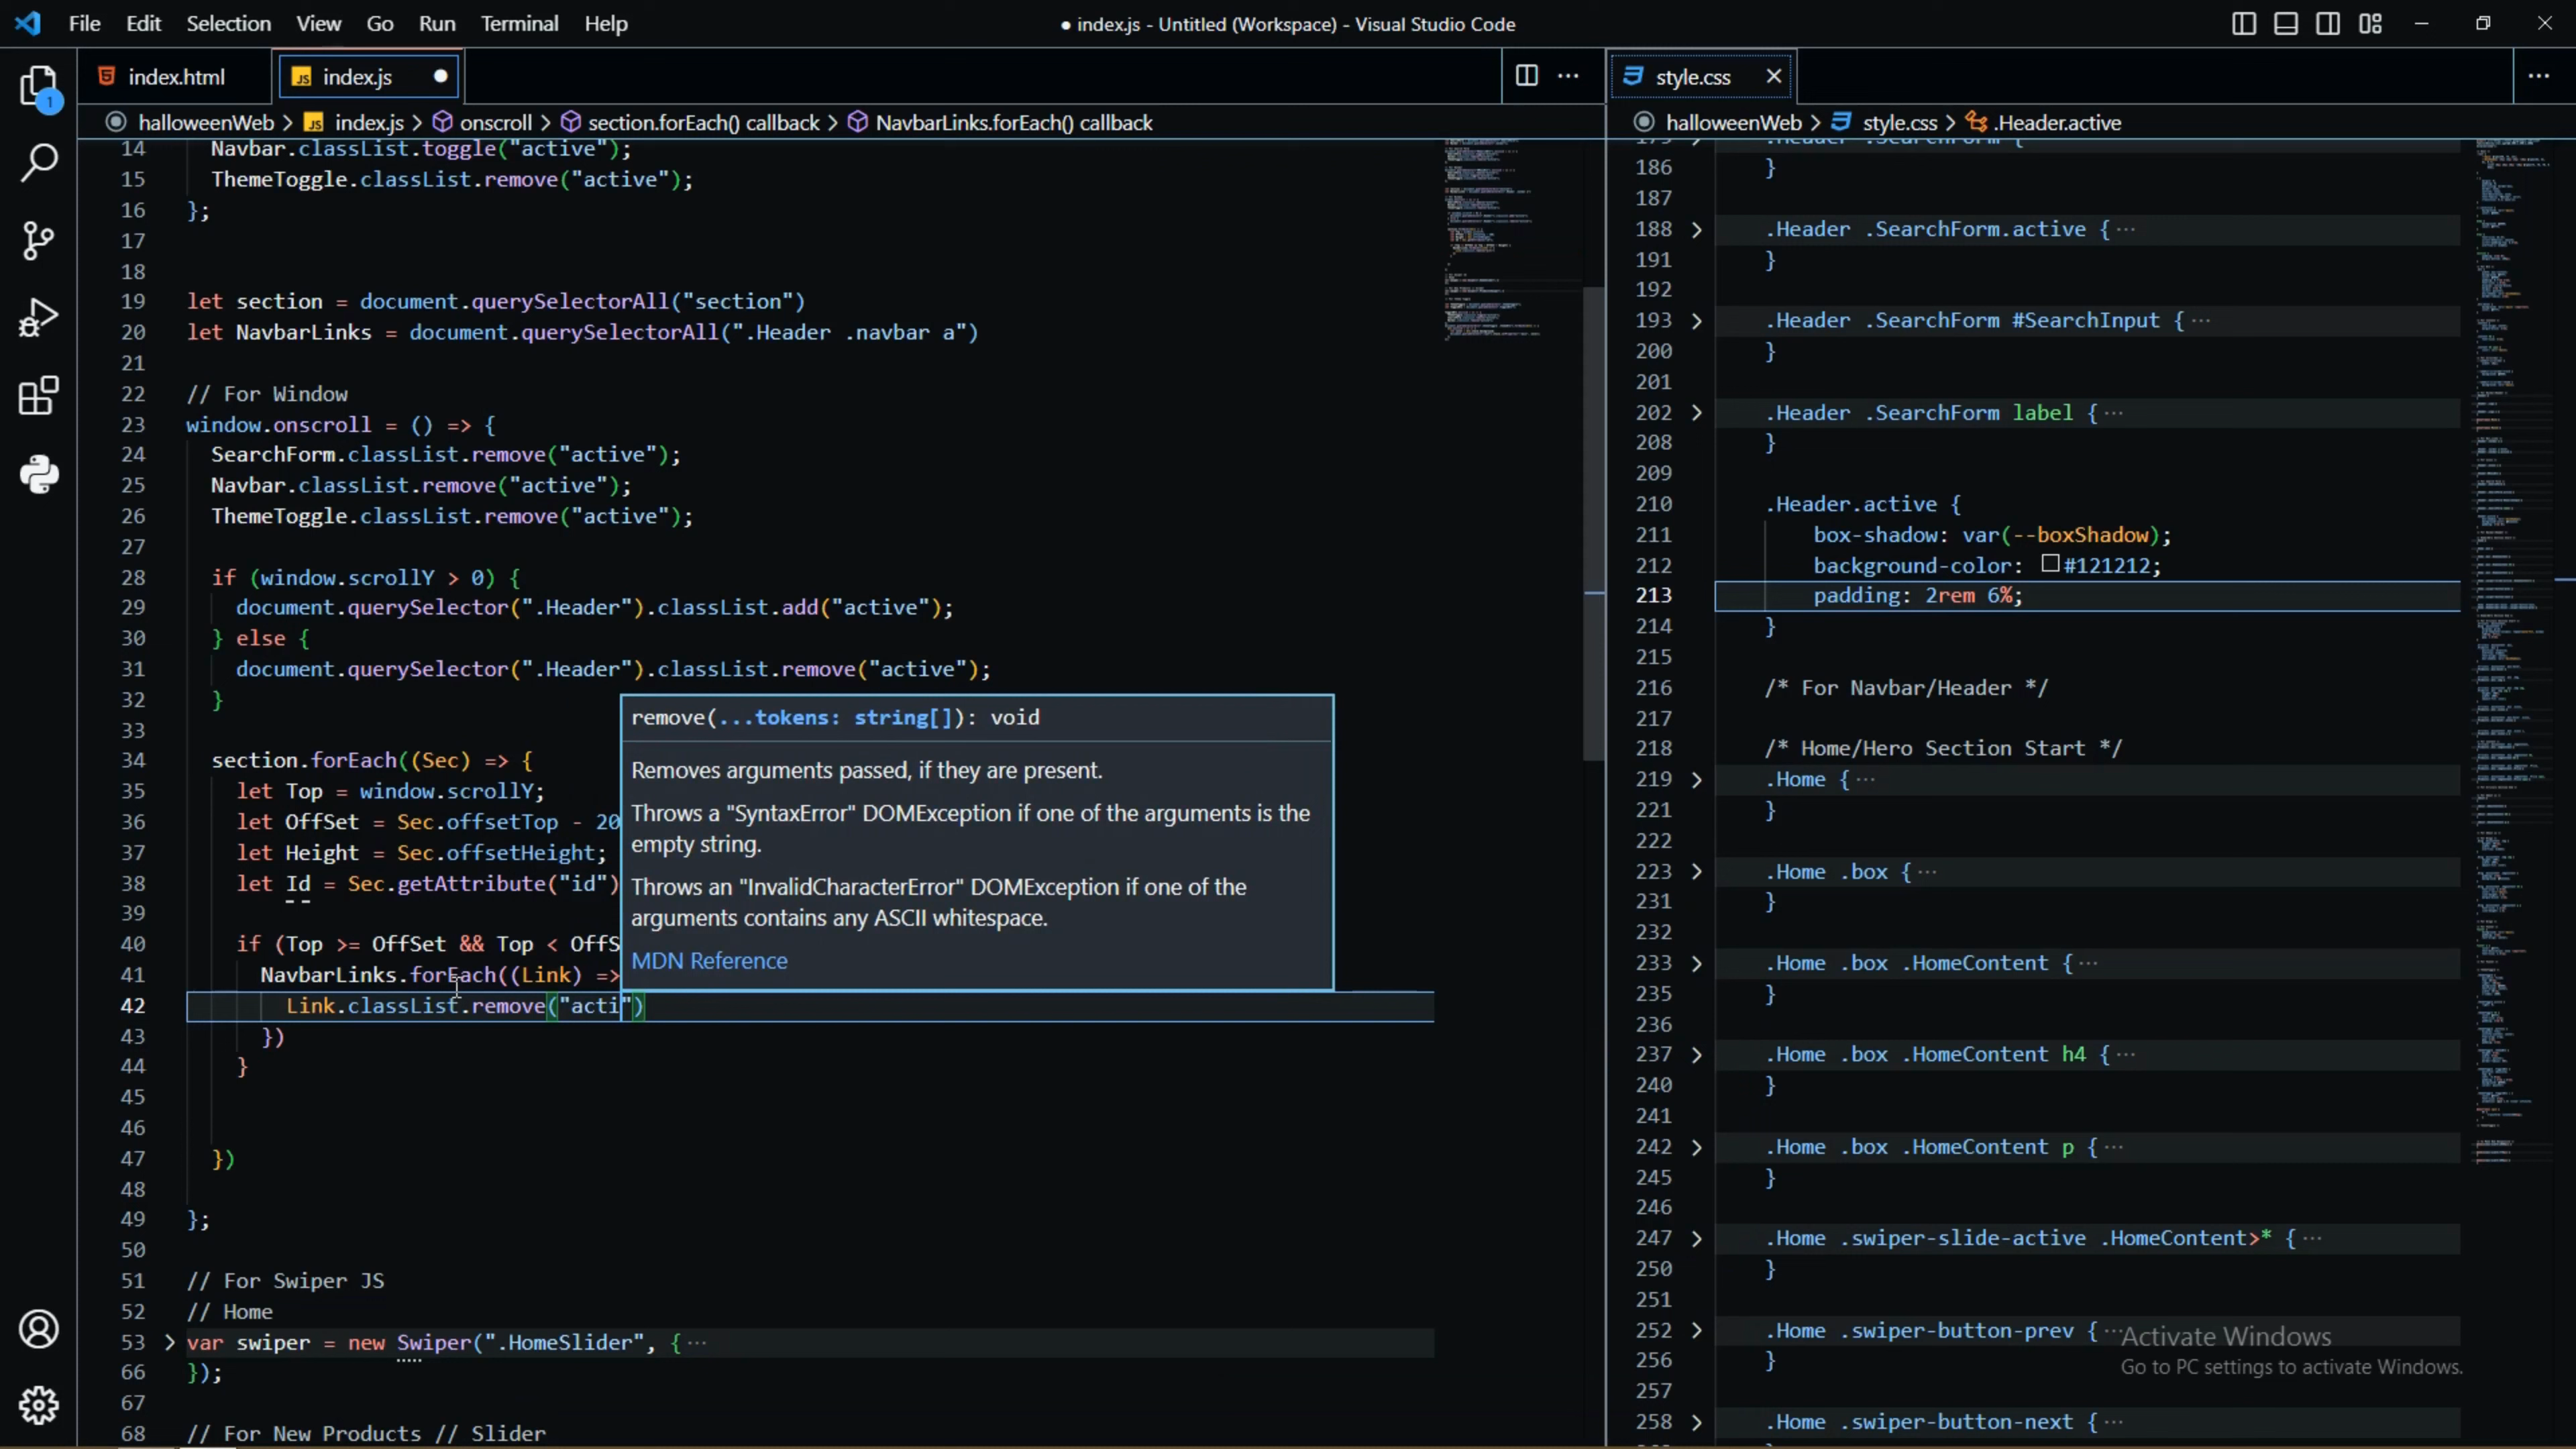 File Edit Selection View Go Run Terminal Help
● index.js - Untitled (Workspace) - Visual Studio Code
1
index.html
JS index.js ●
halloweenWeb > JS index.js > onscroll > section.forEach() callback > NavbarLinks.forEach() callback
14 Navbar.classList.toggle("active");
15 ThemeToggle.classList.remove("active");
16 };
17
18
19 let section = document.querySelectorAll("section")
20 let NavbarLinks = document.querySelectorAll(".Header .navbar a")
21
22 // For Window
23 window.onscroll = () => {
24 SearchForm.classList.remove("active");
25 Navbar.classList.remove("active");
26 ThemeToggle.classList.remove("active");
27
28 if (window.scrollY > 0) {
29 document.querySelector(".Header").classList.add("active");
30 } else {
31 document.querySelector(".Header").classList.remove("active");
32 }
33
34 section.forEach((Sec) => {
35 let Top = window.scrollY;
36 let OffSet = Sec.offsetTop - 20
37 let Height = Sec.offsetHeight;
38 let Id = Sec.getAttribute("id")
39
40 if (Top >= OffSet && Top < OffS
41 NavbarLinks.forEach((Link) =>
42 Link.classList.remove("acti")
43 })
44 }
45
46
47 })
48
49 };
50
51 // For Swiper JS
52 // Home
53 var swiper = new Swiper(".HomeSlider", {···
66 });
67
68 // For New Products // Slider
remove(...tokens: string[]): void
Removes arguments passed, if they are present.
Throws a "SyntaxError" DOMException if one of the arguments is the
empty string.
Throws an "InvalidCharacterError" DOMException if one of the
arguments contains any ASCII whitespace.
MDN Reference
style.css
halloweenWeb > style.css > .Header.active
.Header .SearchForm {
186 }
187
188 .Header .SearchForm.active {···
191 }
192
193 .Header .SearchForm #SearchInput {···
200 }
201
202 .Header .SearchForm label {···
208 }
209
210 .Header.active {
211 box-shadow: var(--boxShadow);
212 background-color: #121212;
213 padding: 2rem 6%;
214 }
215
216 /* For Navbar/Header */
217
218 /* Home/Hero Section Start */
219 .Home {···
221 }
222
223 .Home .box {···
231 }
232
233 .Home .box .HomeContent {···
235 }
236
237 .Home .box .HomeContent h4 {···
240 }
241
242 .Home .box .HomeContent p {···
245 }
246
247 .Home .swiper-slide-active .HomeContent>* {···
250 }
251
252 .Home .swiper-button-prev {···
256 }
257
258 .Home .swiper-button-next {···
Activate Windows
Go to PC settings to activate Windows.